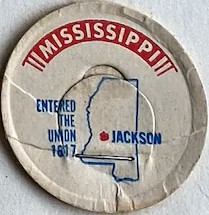 MISSISSIPPI
ENTERED
THE
UNION
1817
JACKSON